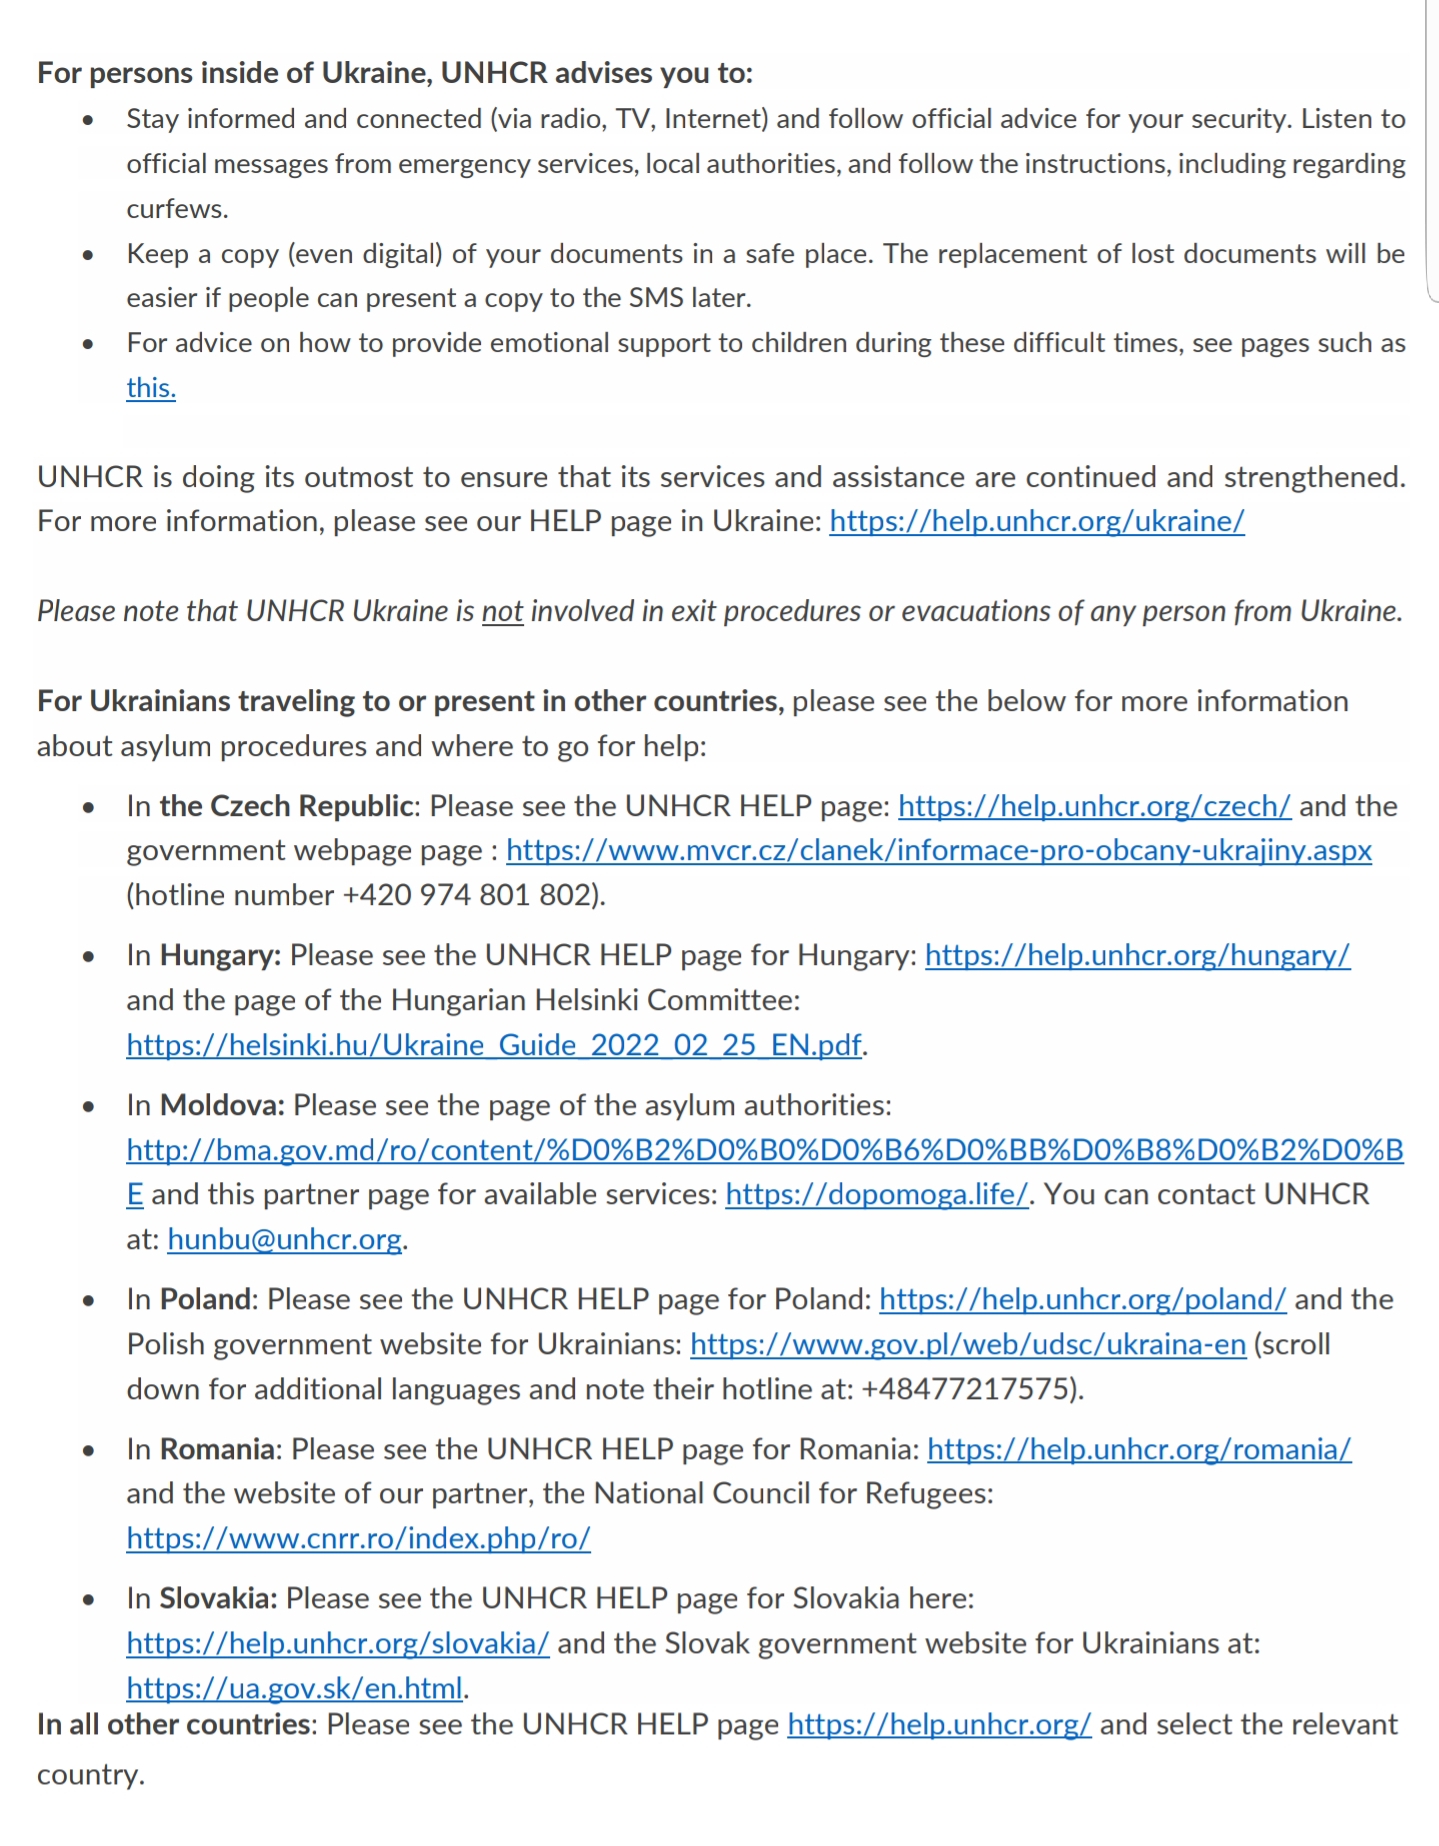 For persons inside of Ukraine, UNHCR advises you to:
• Stay informed and connected (via radio, TV, Internet) and follow official advice for your security. Listen to
official messages from emergency services, local authorities, and follow the instructions, including regarding
curfews.
• Keep a copy (even digital) of your documents in a safe place. The replacement of lost documents will be
easier if people can present a copy to the SMS later.
• For advice on how to provide emotional support to children during these difficult times, see pages such as
this.
UNHCR is doing its outmost to ensure that its services and assistance are continued and strengthened.
For more information, please see our HELP page in Ukraine: https://help.unhcr.org/ukraine/
Please note that UNHCR Ukraine is not involved in exit procedures or evacuations of any person from Ukraine.
For Ukrainians traveling to or present in other countries, please see the below for more information
about asylum procedures and where to go for help:
• In the Czech Republic: Please see the UNHCR HELP page: https://help.unhcr.org/czech/ and the
government webpage page : https://www.mvcr.cz/clanek/informace-pro-obcany-ukrajiny.aspx
(hotline number +420 974 801 802).
• In Hungary: Please see the UNHCR HELP page for Hungary: https://help.unhcr.org/hungary/
and the page of the Hungarian Helsinki Committee:
https://helsinki.hu/Ukraine_Guide_2022_02_25_EN.pdf.
• In Moldova: Please see the page of the asylum authorities:
http://bma.gov.md/ro/content/%D0%B2%D0%B0%D0%B6%D0%BB%D0%B8%D0%B2%D0%B
E and this partner page for available services: https://dopomoga.life/. You can contact UNHCR
at: hunbu@unhcr.org.
• In Poland: Please see the UNHCR HELP page for Poland: https://help.unhcr.org/poland/ and the
Polish government website for Ukrainians: https://www.gov.pl/web/udsc/ukraina-en (scroll
down for additional languages and note their hotline at: +48477217575).
• In Romania: Please see the UNHCR HELP page for Romania: https://help.unhcr.org/romania/
and the website of our partner, the National Council for Refugees:
https://www.cnrr.ro/index.php/ro/
• In Slovakia: Please see the UNHCR HELP page for Slovakia here:
https://help.unhcr.org/slovakia/ and the Slovak government website for Ukrainians at:
https://ua.gov.sk/en.html.
In all other countries: Please see the UNHCR HELP page https://help.unhcr.org/ and select the relevant
country.